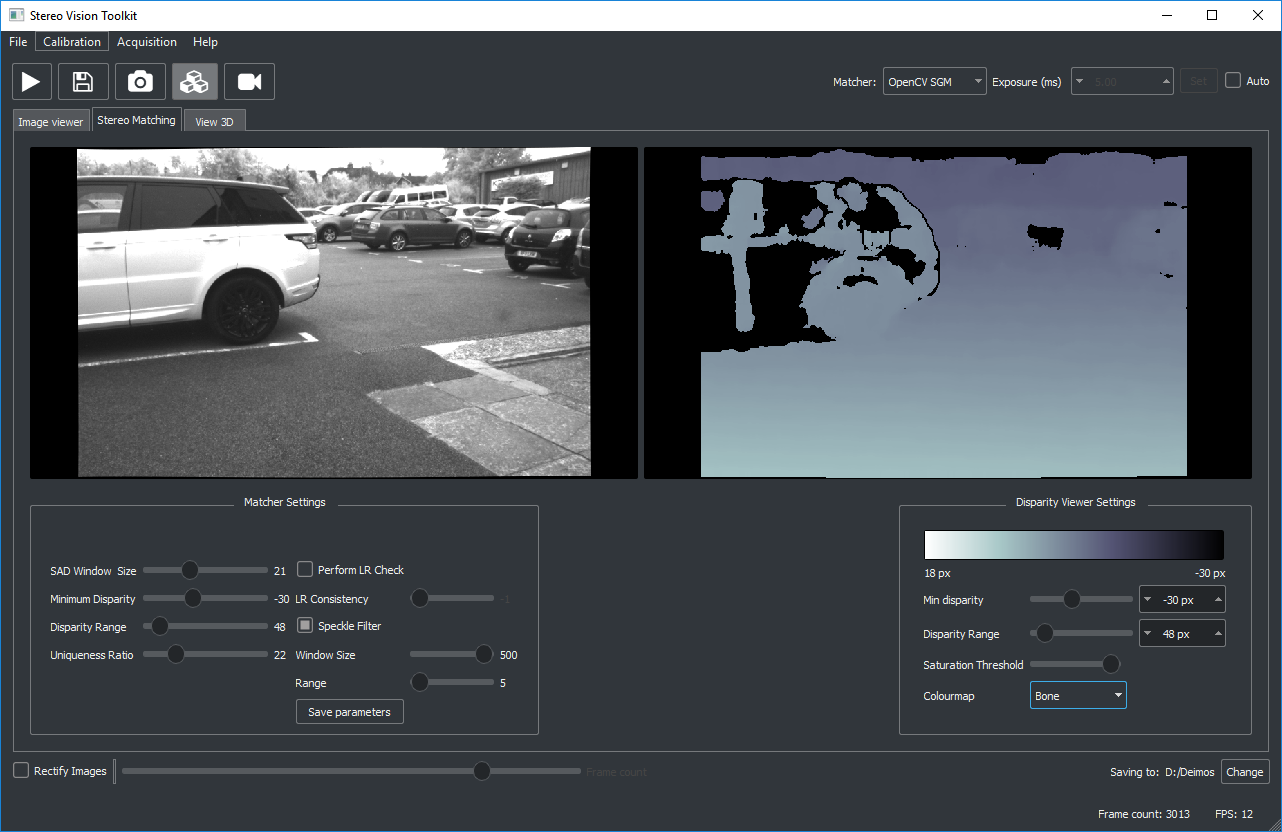 Stereo Vision Toolkit
File Calibration Acquisition Help
Matcher: OpenCV SGM Exposure (ms) 5.00 Set Auto
Image viewer Stereo Matching View 3D
Matcher Settings
SAD Window Size 21 Perform LR Check
Minimum Disparity -30 LR Consistency -1
Disparity Range 48 Speckle Filter
Uniqueness Ratio 22 Window Size 500
Range 5
Save parameters
Disparity Viewer Settings
18 px -30 px
Min disparity -30 px
Disparity Range 48 px
Saturation Threshold
Colourmap Bone
Rectify Images Frame count Saving to: D:/Deimos Change
Frame count: 3013 FPS: 12